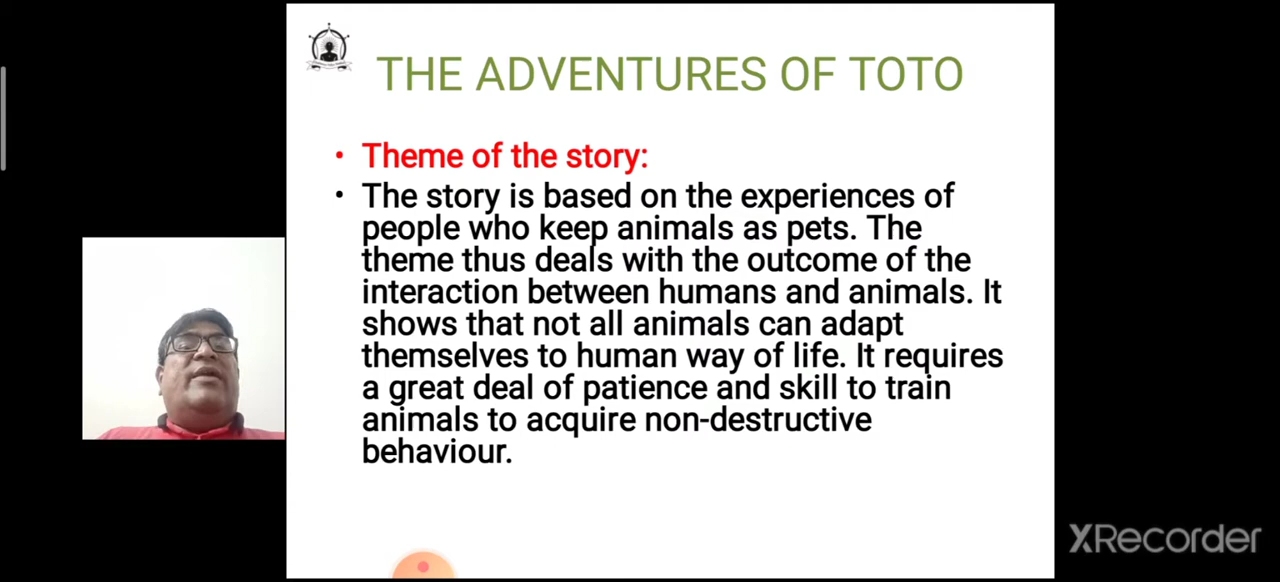 THE ADVENTURES OF TOTO
• Theme of the story:
• The story is based on the experiences of
people who keep animals as pets. The
theme thus deals with the outcome of the
interaction between humans and animals. It
shows that not all animals can adapt
themselves to human way of life. It requires
a great deal of patience and skill to train
animals to acquire non-destructive
behaviour.
XRecorder